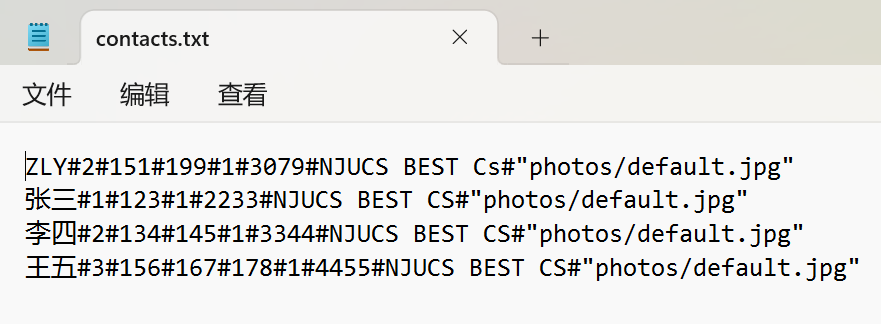 contacts.txt
文件 编辑 查看
ZLY#2#151#199#1#3079#NJUCS BEST Cs#"photos/default.jpg"
张三#1#123#1#2233#NJUCS BEST CS#"photos/default.jpg"
李四#2#134#145#1#3344#NJUCS BEST CS#"photos/default.jpg"
王五#3#156#167#178#1#4455#NJUCS BEST CS#"photos/default.jpg"